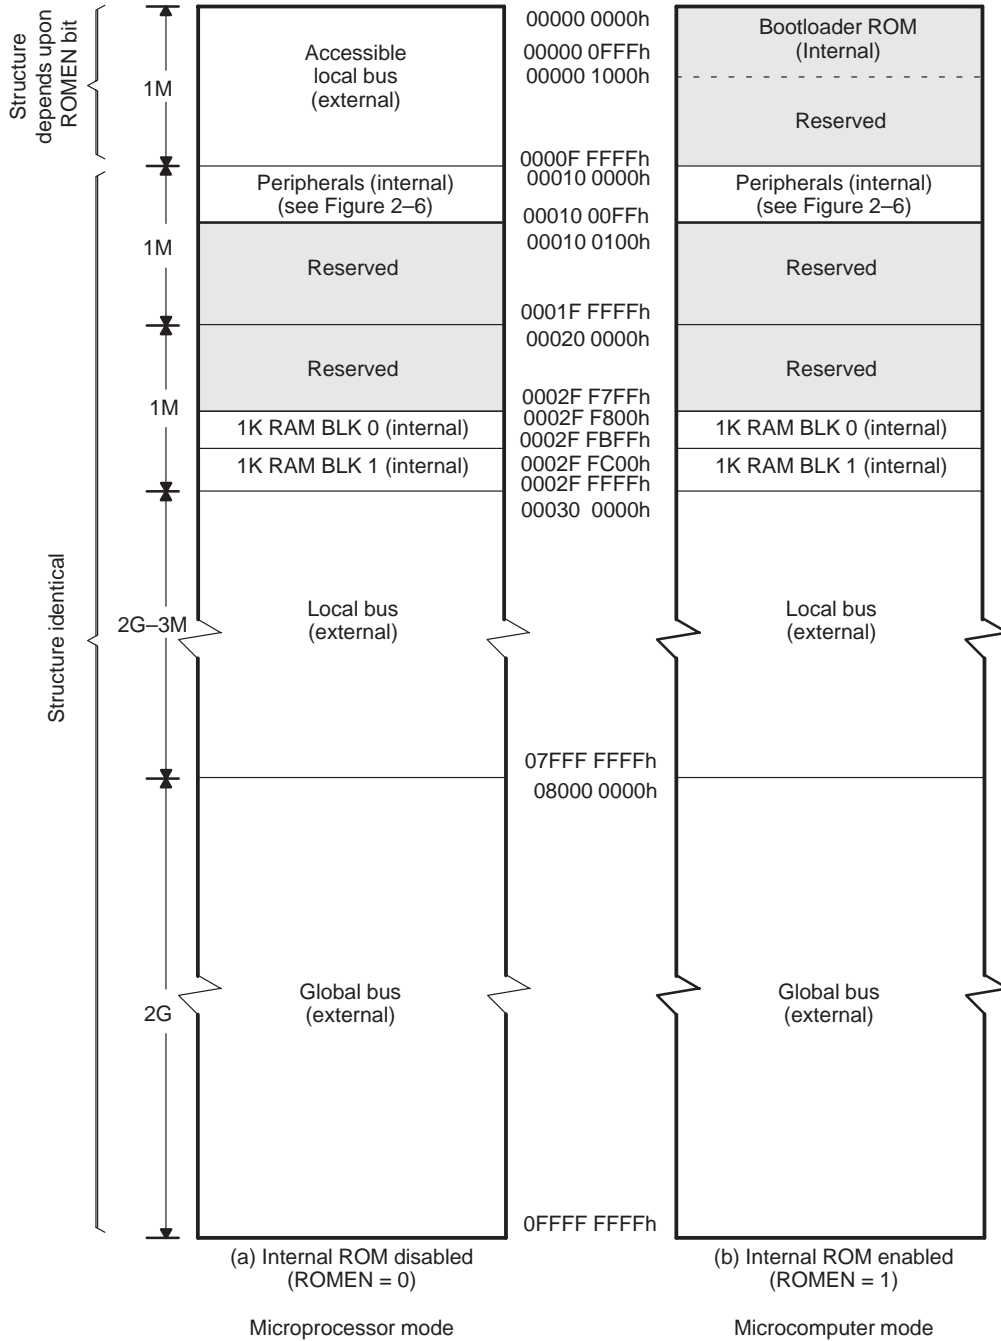 Structure
depends upon
ROMEN bit
1M
Accessible
local bus
(external)
00000 0000h
00000 0FFFh
00000 1000h
0000F FFFFh
Bootloader ROM
(Internal)
Reserved
Structure identical
1M
Peripherals (internal)
(see Figure 2–6)
00010 0000h
00010 00FFh
Peripherals (internal)
(see Figure 2–6)
Reserved
00010 0100h
0001F FFFFh
Reserved
1M
Reserved
00020 0000h
0002F F7FFh
Reserved
1K RAM BLK 0 (internal)
0002F F800h
0002F FBFFh
1K RAM BLK 0 (internal)
1K RAM BLK 1 (internal)
0002F FC00h
0002F FFFFh
1K RAM BLK 1 (internal)
2G–3M
Local bus
(external)
00030 0000h
07FFF FFFFh
Local bus
(external)
2G
Global bus
(external)
08000 0000h
0FFFF FFFFh
Global bus
(external)
(a) Internal ROM disabled
(ROMEN = 0)
Microprocessor mode
(b) Internal ROM enabled
(ROMEN = 1)
Microcomputer mode